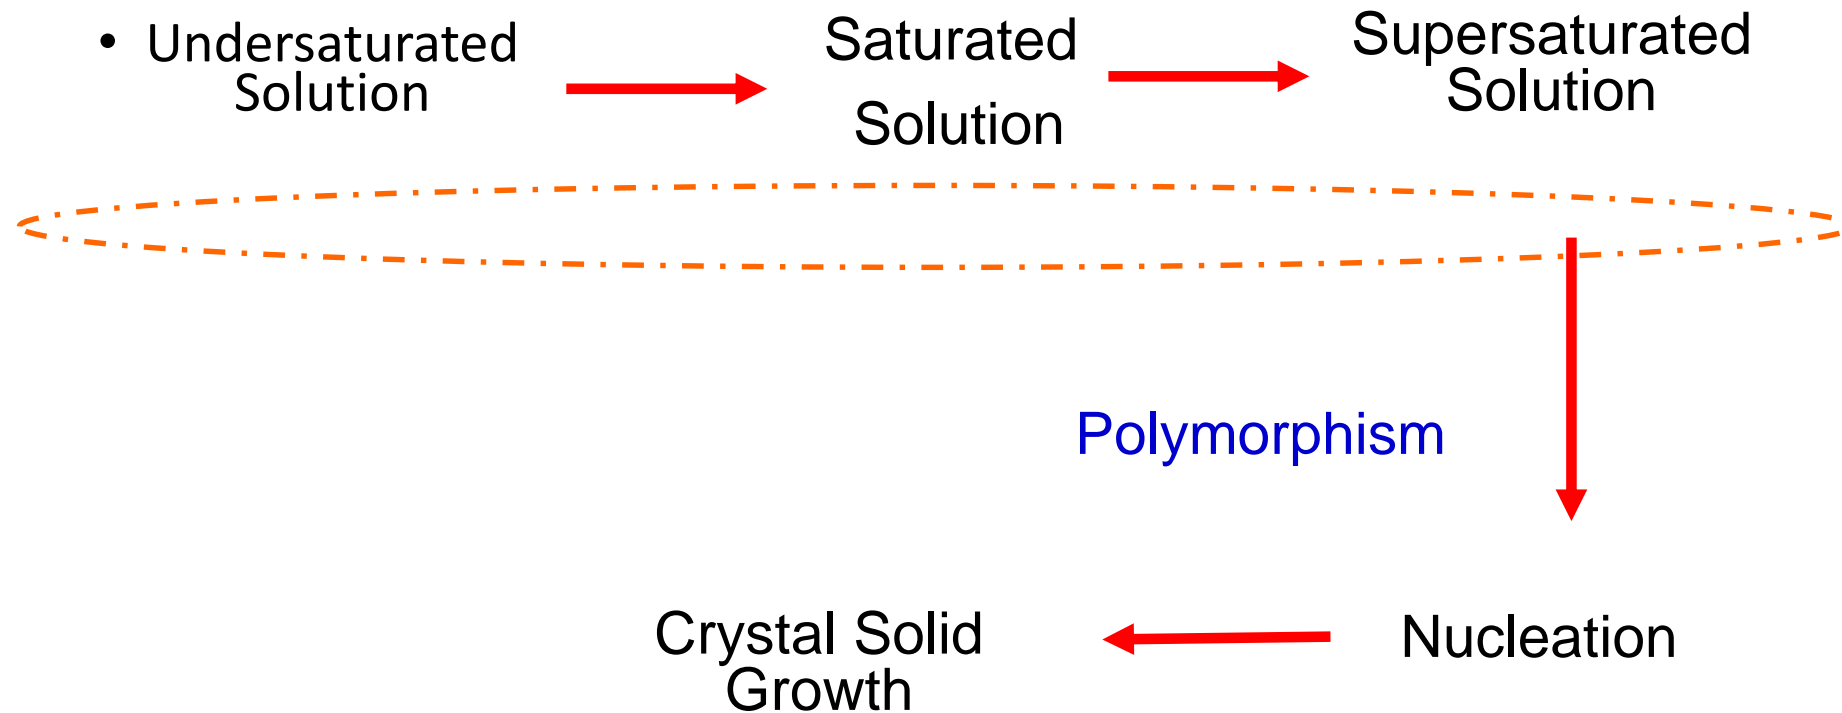 • Undersaturated
Solution
Saturated
Solution
Supersaturated
Solution
Polymorphism
Crystal Solid
Growth
Nucleation